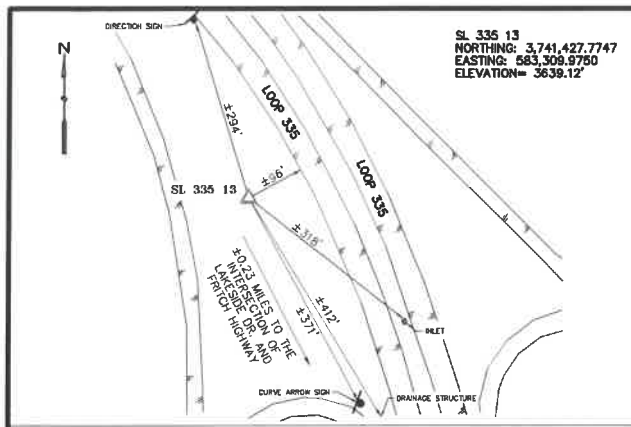 DIRECTION SIGN
N
SL 335 13
NORTHING: 3,741,427.7747
EASTING: 583,309.9750
ELEVATION= 3639.12'
LOOP 335
±294'
±96'
LOOP 335
SL 335 13
±318'
±0.23 MILES TO THE
INTERSECTION OF
LAKESIDE DR. AND
FRITCH HIGHWAY
±412'
±371'
INLET
CURVE ARROW SIGN
DRAINAGE STRUCTURE